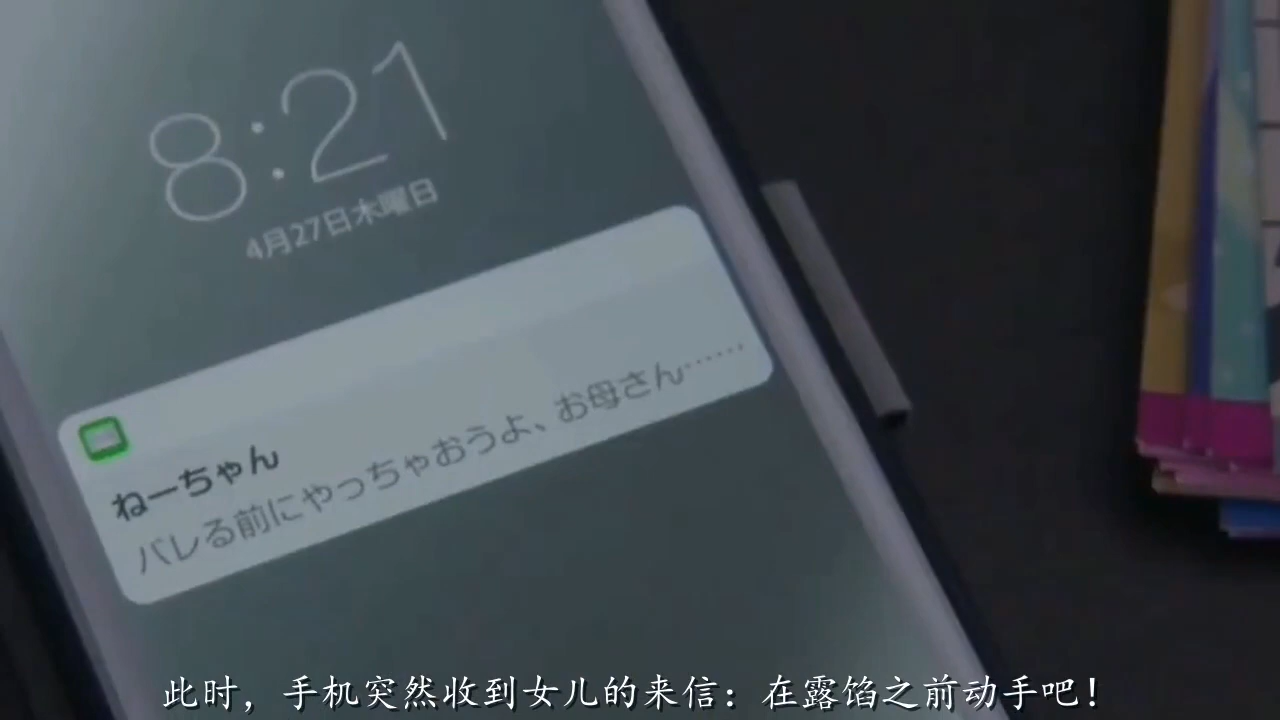 8:21
4月27日木曜日
ねーちゃん
バレる前にやっちゃおうよ、お母さん……
此时，手机突然收到女儿的来信：在露馅之前动手吧！